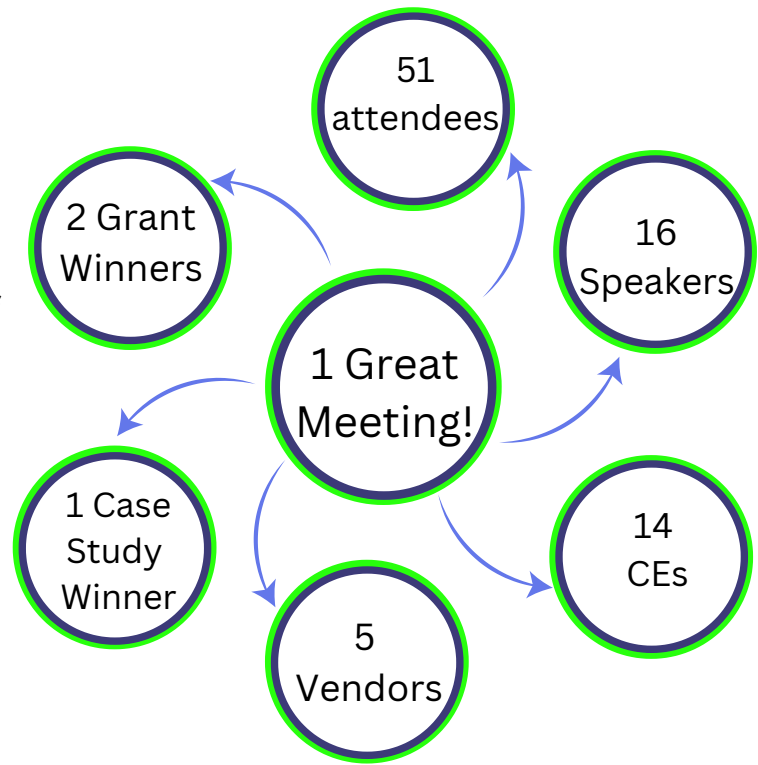 51
attendees
2 Grant
Winners
16
Speakers
1 Great
Meeting!
1 Case
Study
Winner
14
CEs
5
Vendors